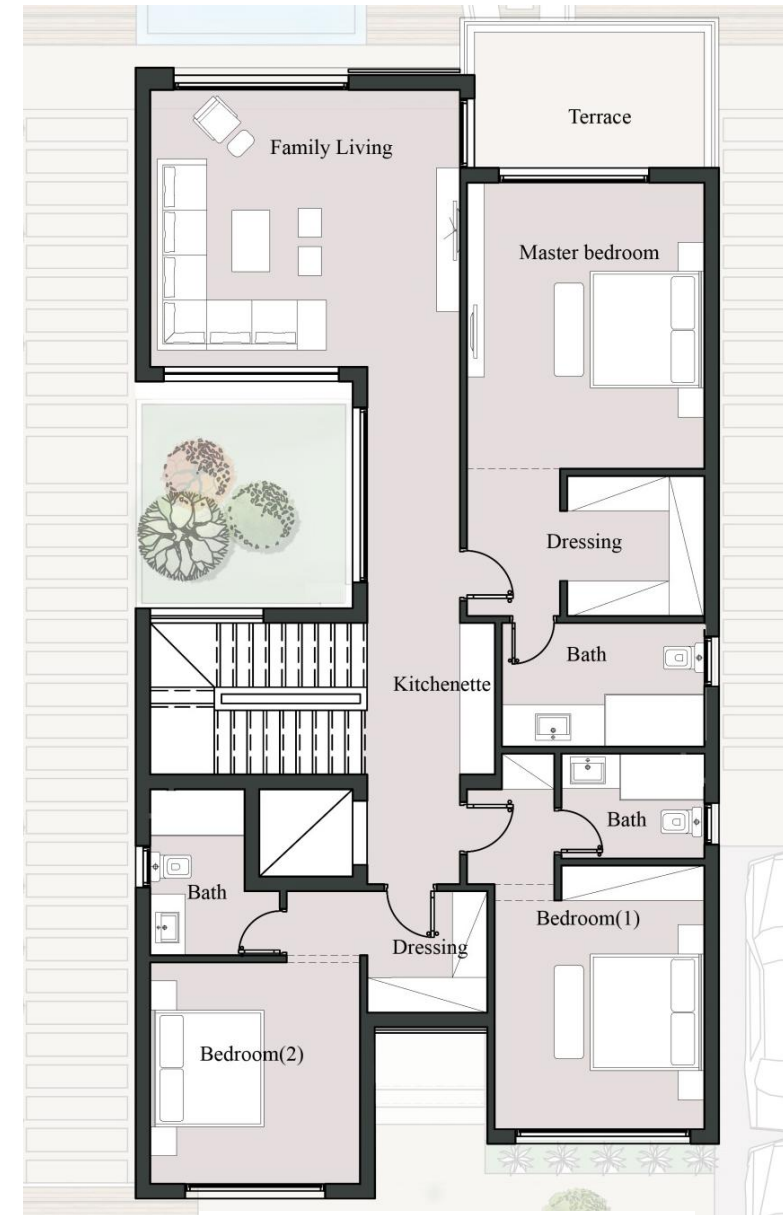 Terrace
Family Living
Master bedroom
Dressing
Bath
Kitchenette
Bath
Bath
Bedroom(1)
Dressing
Bedroom(2)